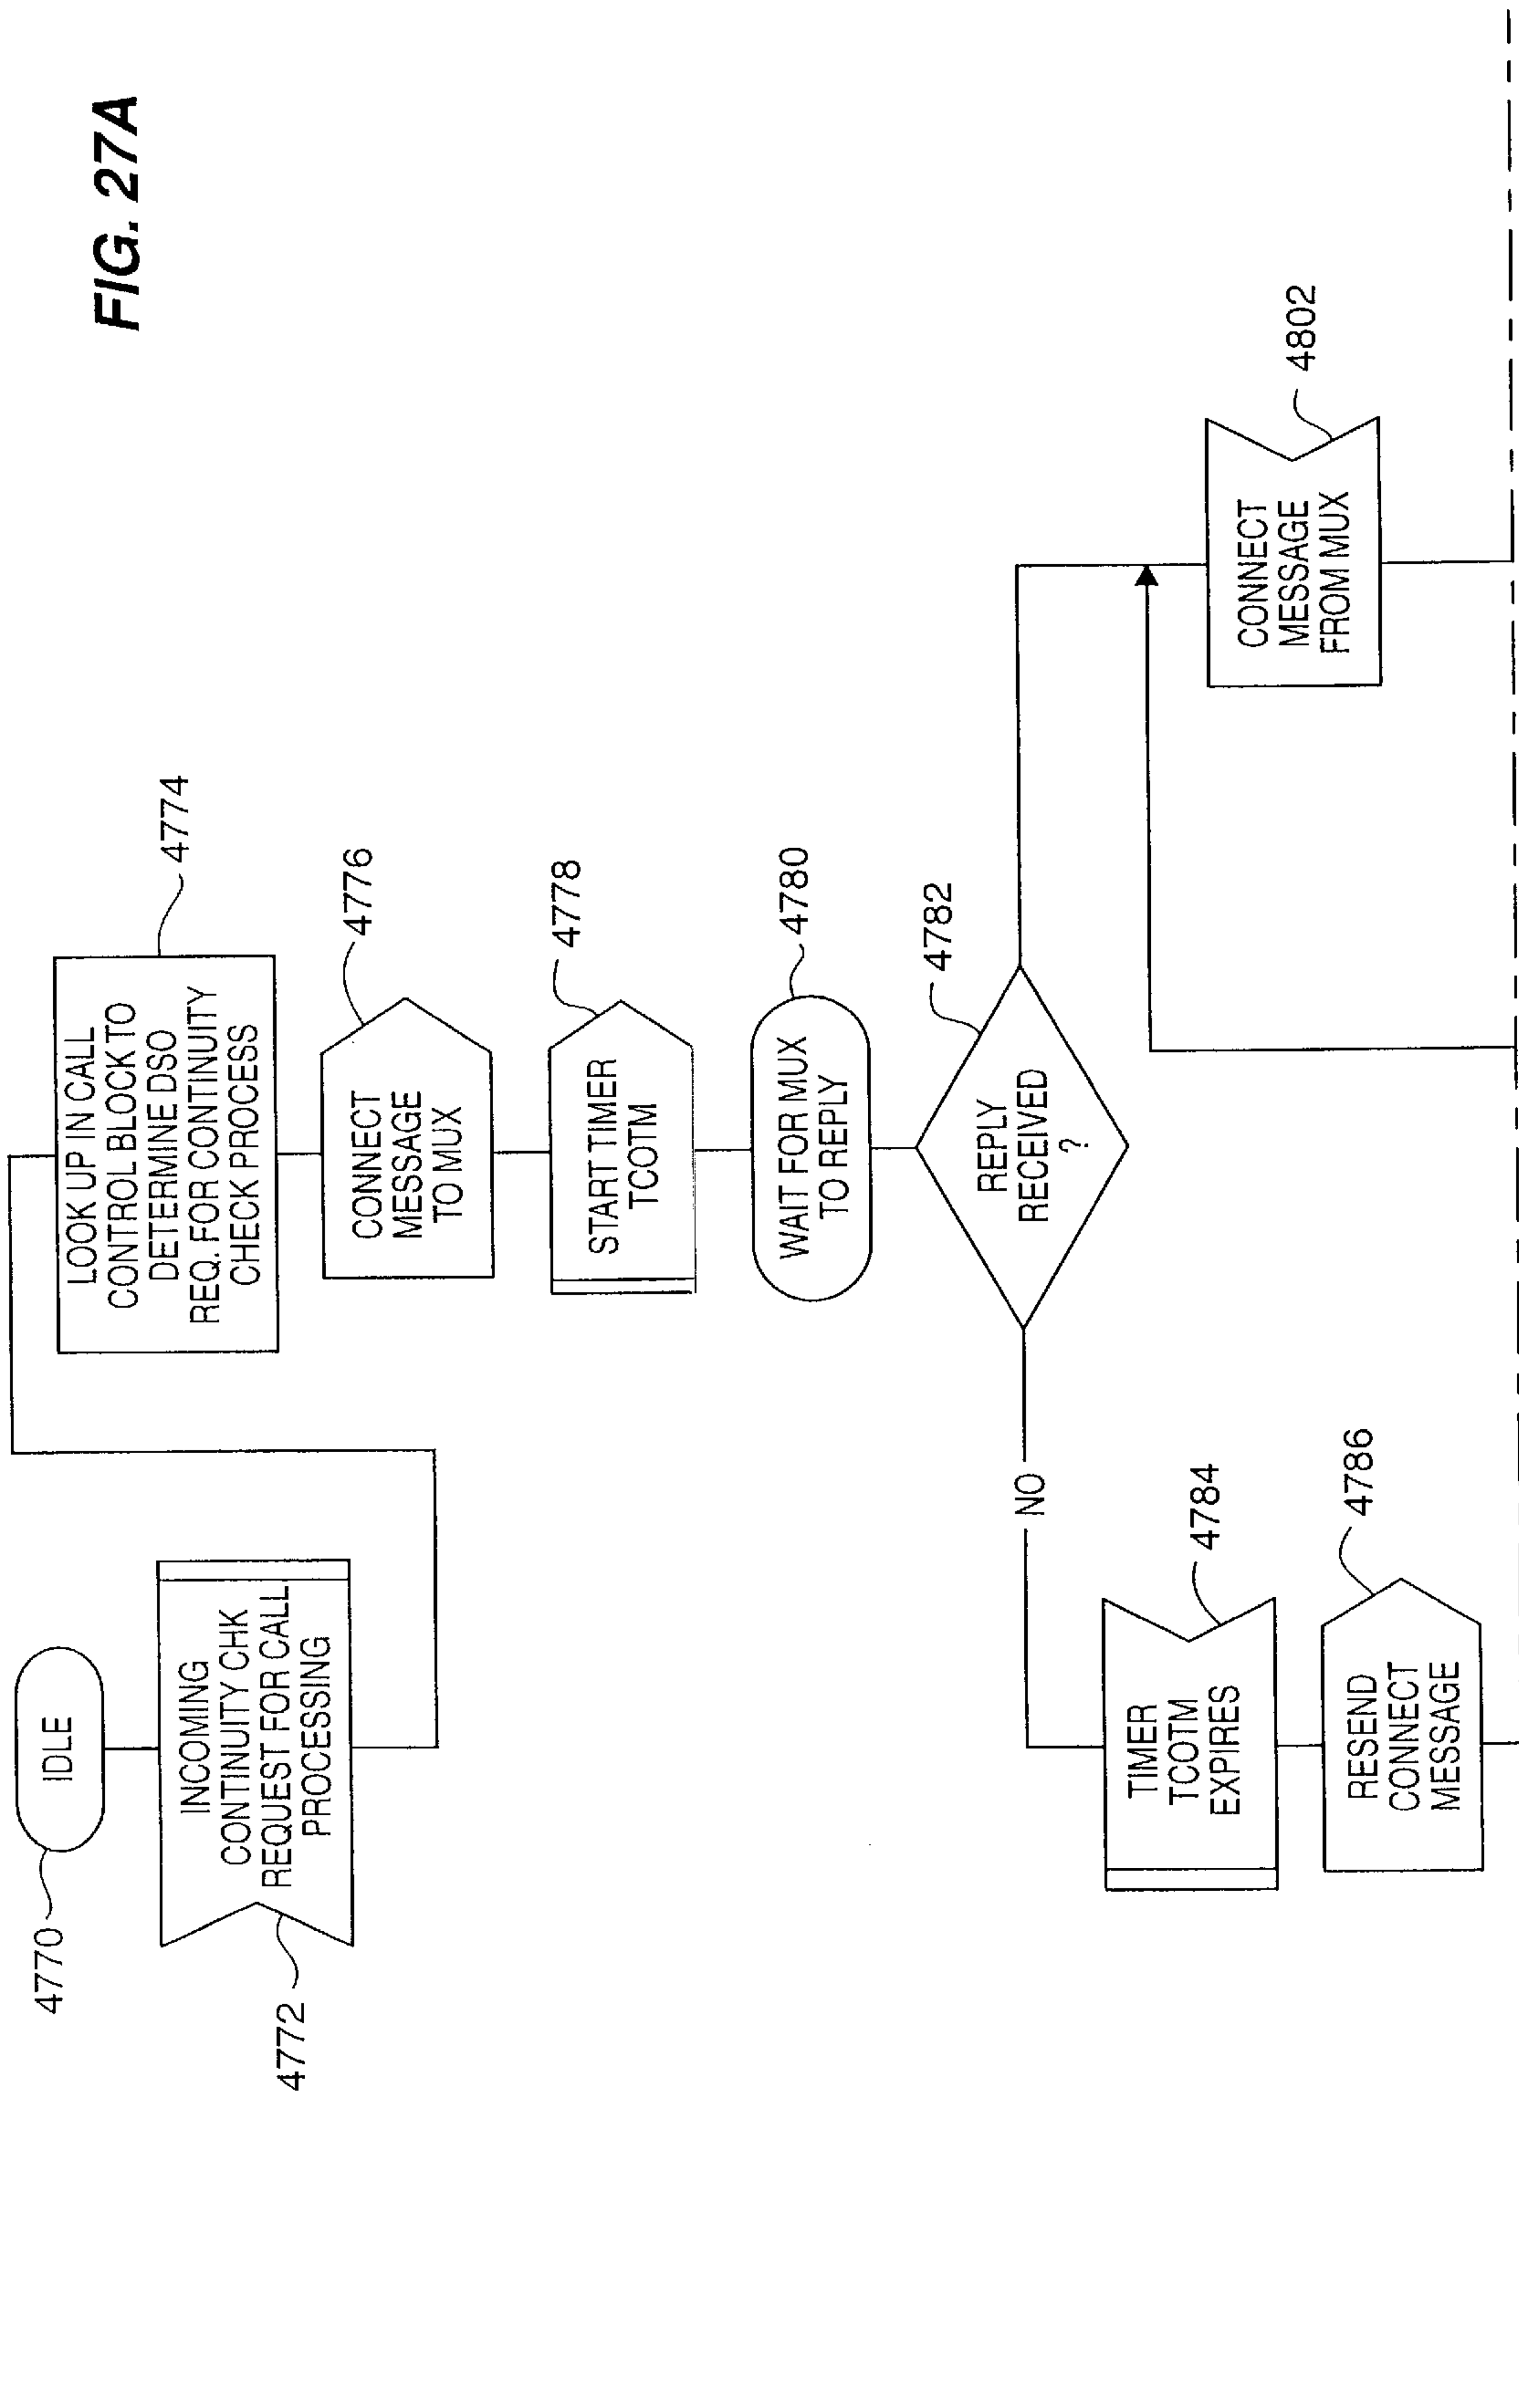 FIG. 27A
4770
IDLE
4772
INCOMING
CONTINUITY CHK
REQUEST FOR CALL
PROCESSING
LOOK UP IN CALL
CONTROL BLOCK TO
DETERMINE DSO
REQ. FOR CONTINUITY
CHECK PROCESS
4774
CONNECT
MESSAGE
TO MUX
4776
START TIMER
TCOTM
4778
WAIT FOR MUX
TO REPLY
4780
REPLY
RECEIVED
?
4782
NO
TIMER
TCOTM
EXPIRES
4784
RESEND
CONNECT
MESSAGE
4786
CONNECT
MESSAGE
FROM MUX
4802